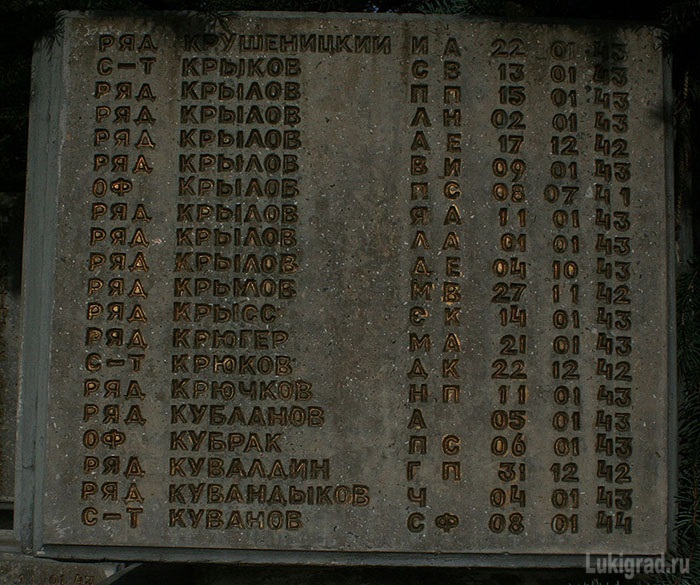 РЯД КРУШЕНИЦКИЙ И А 22 01 43
С-Т КРЫКОВ С В 13 01 43
РЯД КРЫЛОВ П П 15 01 43
РЯД КРЫЛОВ Л Н 02 01 43
РЯД КРЫЛОВ А Е 17 12 42
РЯД КРЫЛОВ В И 09 01 43
ОФ КРЫЛОВ П С 08 07 41
РЯД КРЫЛОВ Я А 11 01 43
РЯД КРЫЛОВ Л А 01 01 43
РЯД КРЫЛОВ Д Е 04 10 43
РЯД КРЫЛОВ М В 27 11 42
РЯД КРЫСС С К 14 01 43
РЯД КРЮГЕР М А 21 01 43
С-Т КРЮКОВ Д К 22 12 42
РЯД КРЮЧКОВ Н П 11 01 43
РЯД КУБЛАНОВ А 05 01 43
ОФ КУБРАК П С 06 01 43
РЯД КУВАЛДИН Г П 31 12 42
РЯД КУВАНДЫКОВ Ч 04 01 43
С-Т КУВАНОВ С Ф 08 01 44
Lukigrad.ru